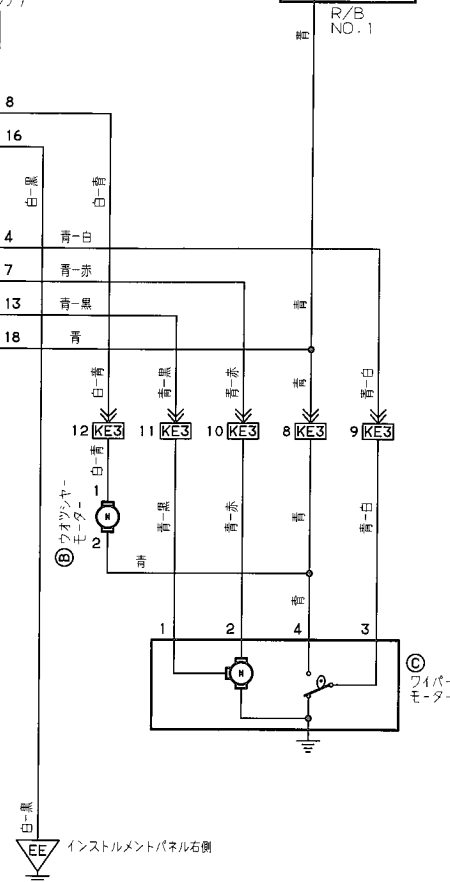 R/B
NO.1
青
8
16
白-黒
白-青
4 青-白
7 青-赤
13 青-黒
18 青
青
白-青
青-黒
青-赤
青
青-白
12 KE3
11 KE3
10 KE3
8 KE3
9 KE3
白-青
1
M
2
B ウオッシャー
モーター
青-黒
青-赤
青
青-白
青
青
1
2
4
3
M
C
ワイパー
モーター
白-黒
EE インストルメントパネル右側